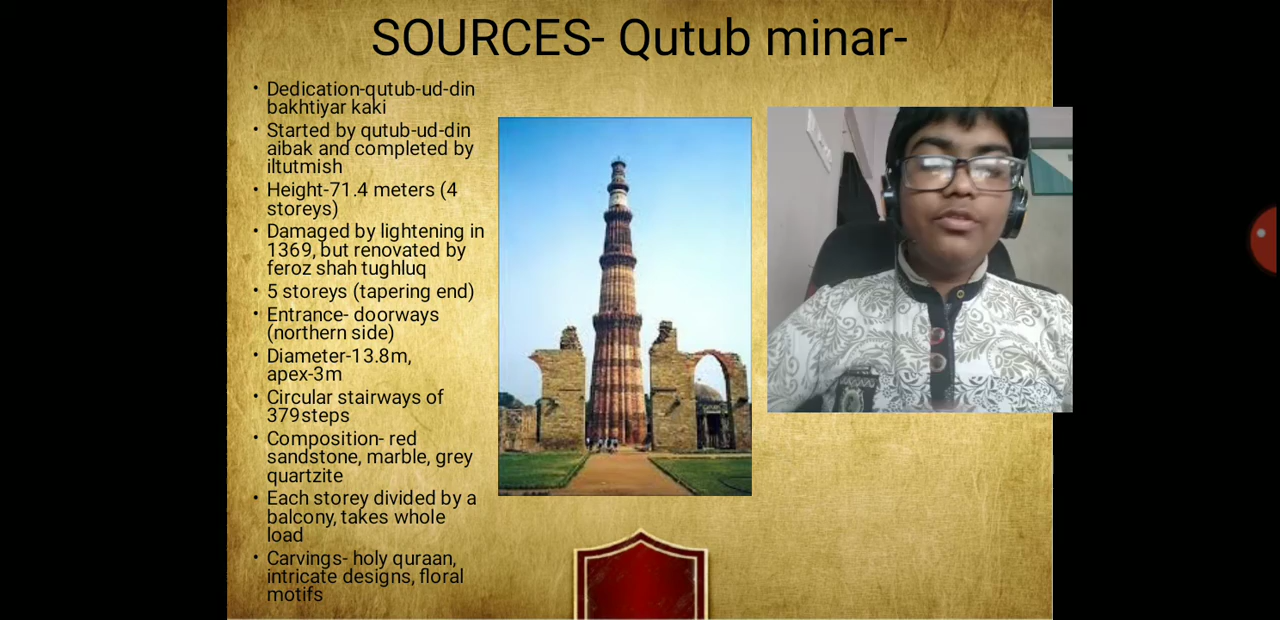 SOURCES- Qutub minar-
• Dedication-qutub-ud-din
bakhtiyar kaki
• Started by qutub-ud-din
aibak and completed by
iltutmish
• Height-71.4 meters (4
storeys)
• Damaged by lightening in
1369, but renovated by
feroz shah tughluq
• 5 storeys (tapering end)
• Entrance- doorways
(northern side)
• Diameter-13.8m,
apex-3m
• Circular stairways of
379steps
• Composition- red
sandstone, marble, grey
quartzite
• Each storey divided by a
balcony, takes whole
load
• Carvings- holy quraan,
intricate designs, floral
motifs